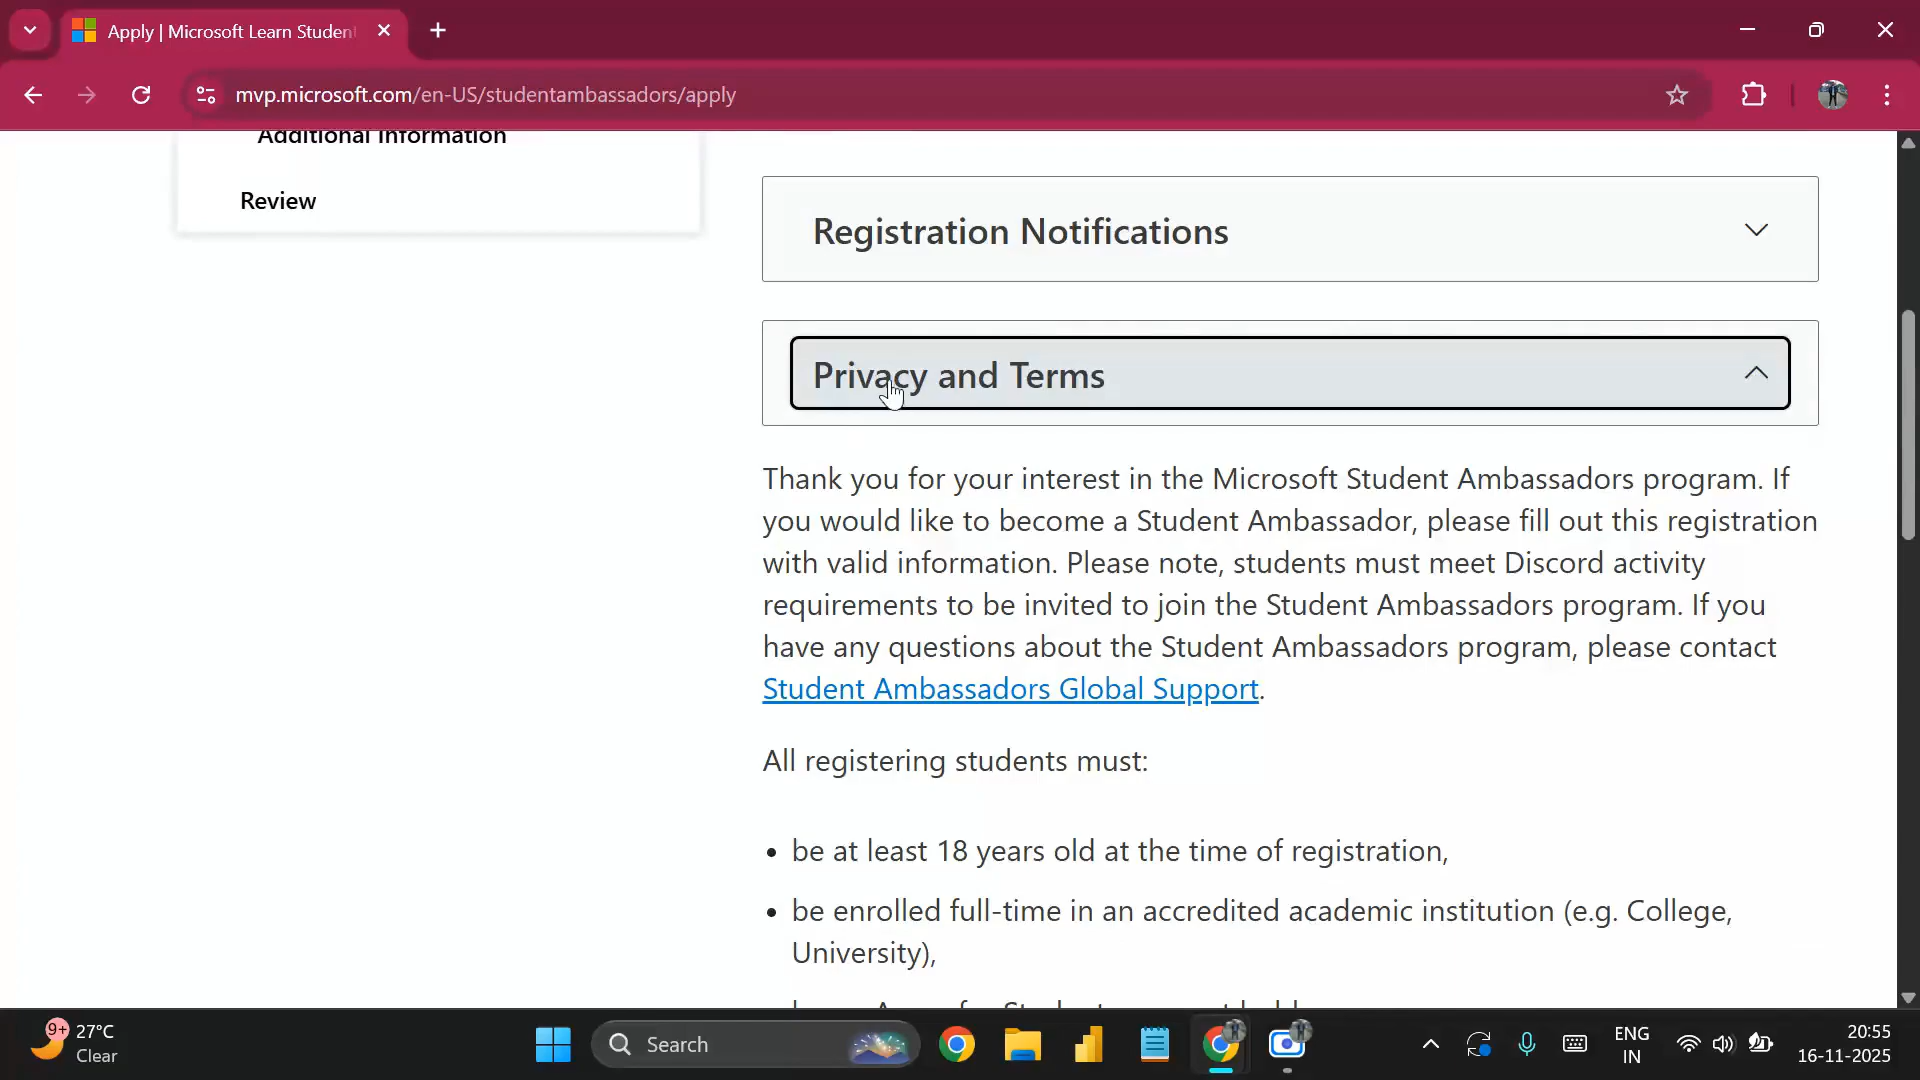 Apply | Microsoft Learn Studen
mvp.microsoft.com/en-US/studentambassadors/apply
Additional Information
Review
Registration Notifications
Privacy and Terms
Thank you for your interest in the Microsoft Student Ambassadors program. If
you would like to become a Student Ambassador, please fill out this registration
with valid information. Please note, students must meet Discord activity
requirements to be invited to join the Student Ambassadors program. If you
have any questions about the Student Ambassadors program, please contact
Student Ambassadors Global Support.
All registering students must:
• be at least 18 years old at the time of registration,
• be enrolled full-time in an accredited academic institution (e.g. College,
University),
9+
27°C
Clear
Search
ENG
IN
20:55
16-11-2025